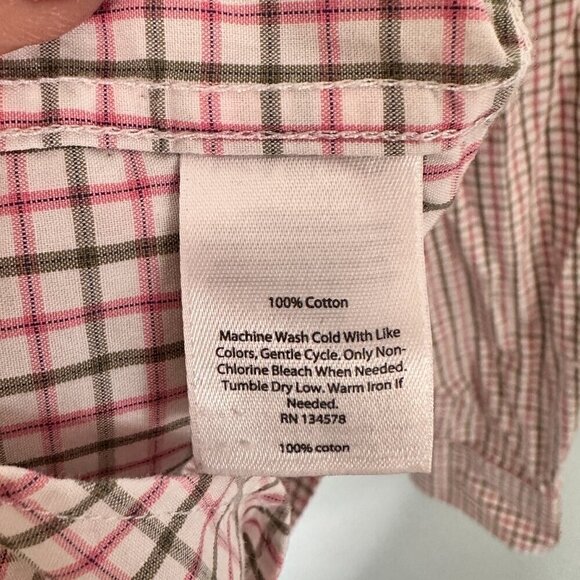 100% Cotton
Machine Wash Cold With Like
Colors, Gentle Cycle, Only Non-
Chlorine Bleach When Needed.
Tumble Dry Low. Warm Iron If
Needed.
RN 134578
100% coton